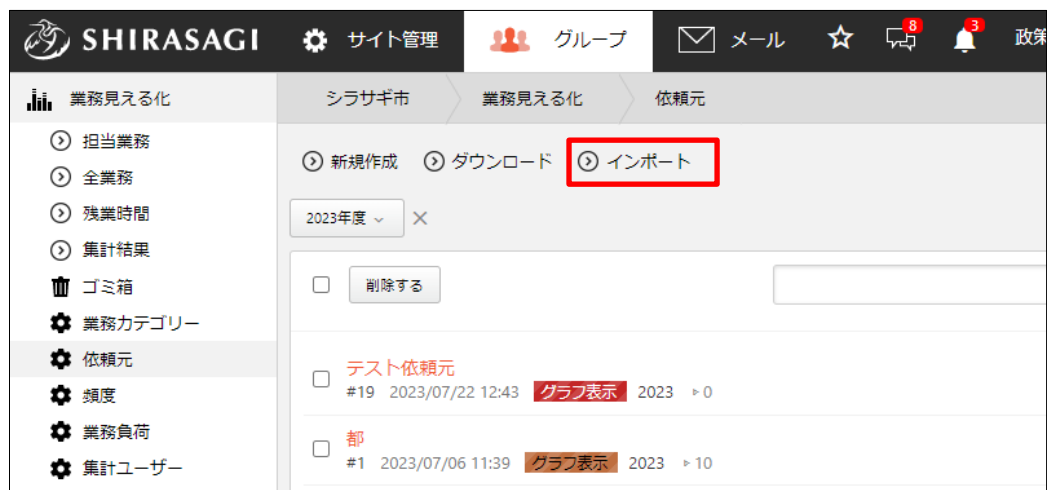 SHIRASAGI サイト管理 グループ メール 8 3 政策
業務見える化
シラサギ市 業務見える化 依頼元
担当業務
全業務
残業時間
集計結果
ゴミ箱
業務カテゴリー
依頼元
頻度
業務負荷
集計ユーザー
新規作成 ダウンロード インポート
2023年度
削除する
テスト依頼元
#19 2023/07/22 12:43 グラフ表示 2023 0
都
#1 2023/07/06 11:39 グラフ表示 2023 10